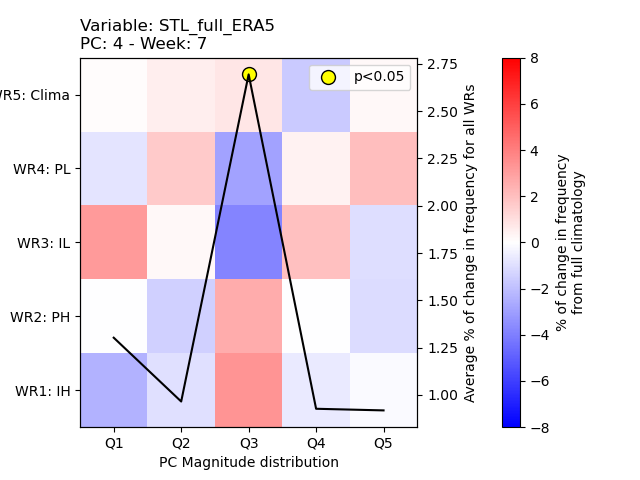 Variable: STL_full_ERA5
PC: 4 - Week: 7
WR5: Clima
WR4: PL
WR3: IL
WR2: PH
WR1: IH
Q1 Q2 Q3 Q4 Q5
PC Magnitude distribution
p<0.05
2.75
2.50
2.25
2.00
1.75
1.50
1.25
1.00
Average % of change in frequency for all WRs
8
6
4
2
0
−2
−4
−6
−8
% of change in frequency
from full climatology